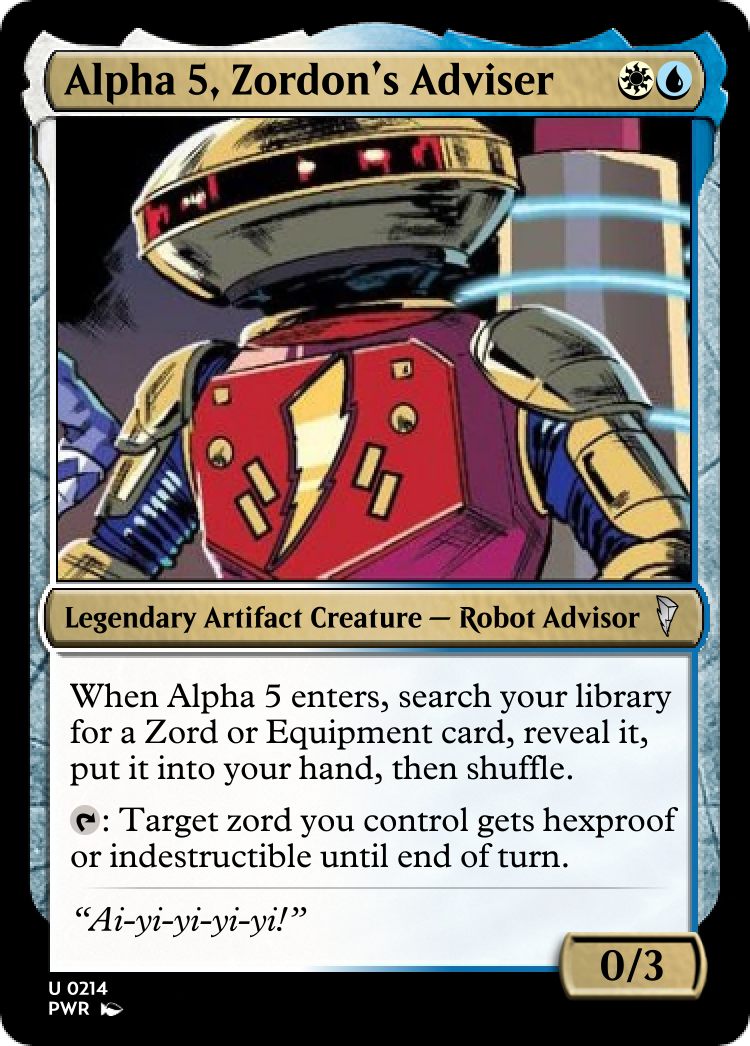 Alpha 5, Zordon's Adviser
Legendary Artifact Creature — Robot Advisor
When Alpha 5 enters, search your library
for a Zord or Equipment card, reveal it,
put it into your hand, then shuffle.
: Target zord you control gets hexproof
or indestructible until end of turn.
“Ai-yi-yi-yi-yi!”
0/3
U 0214
PWR